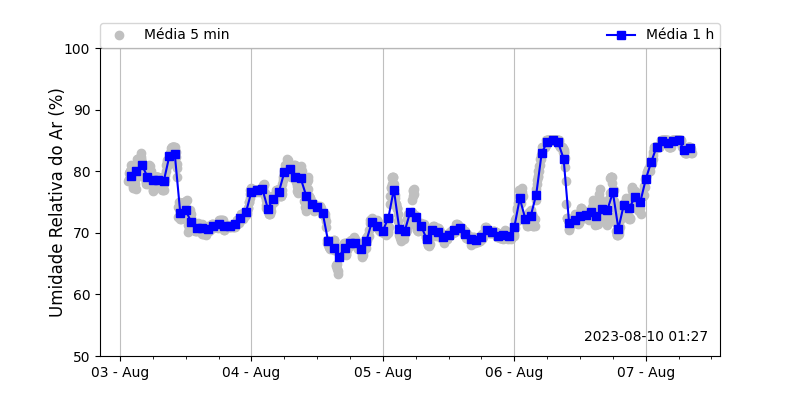 Média 5 min
Média 1 h
Umidade Relativa do Ar (%)
100
90
80
70
60
50
2023-08-10 01:27
03 - Aug
04 - Aug
05 - Aug
06 - Aug
07 - Aug